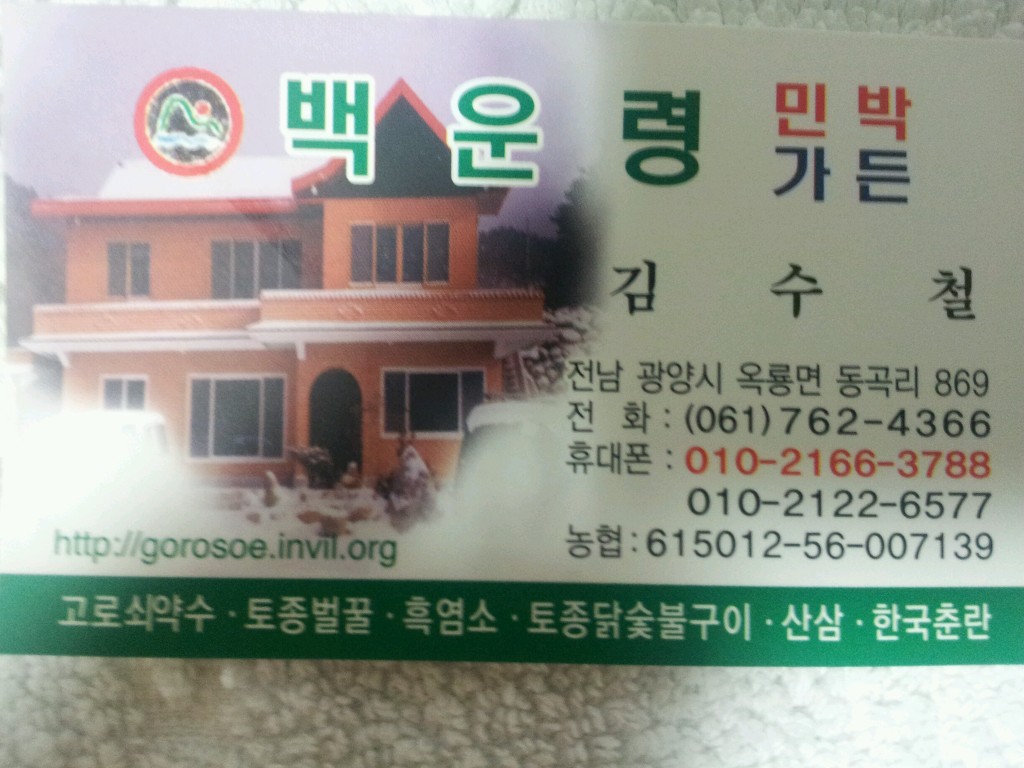 백운령 민박
가든
김수철
전남 광양시 옥룡면 동곡리 869
전 화 : (061) 762-4366
휴대폰 : 010-2166-3788
010-2122-6577
농협 : 615012-56-007139
http://gorosoe.invil.org
고로쇠약수 · 토종벌꿀 · 흑염소 · 토종닭숯불구이 · 산삼 · 한국춘란